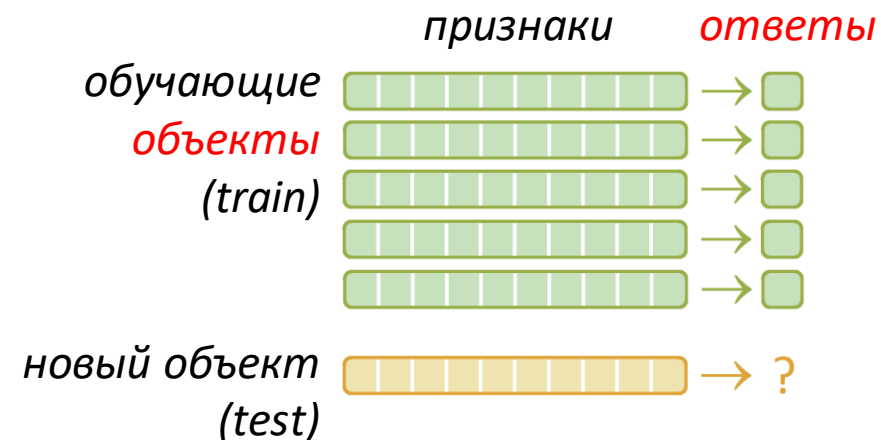 признаки ответы
обучающие
объекты
(train)
новый объект
?
(test)